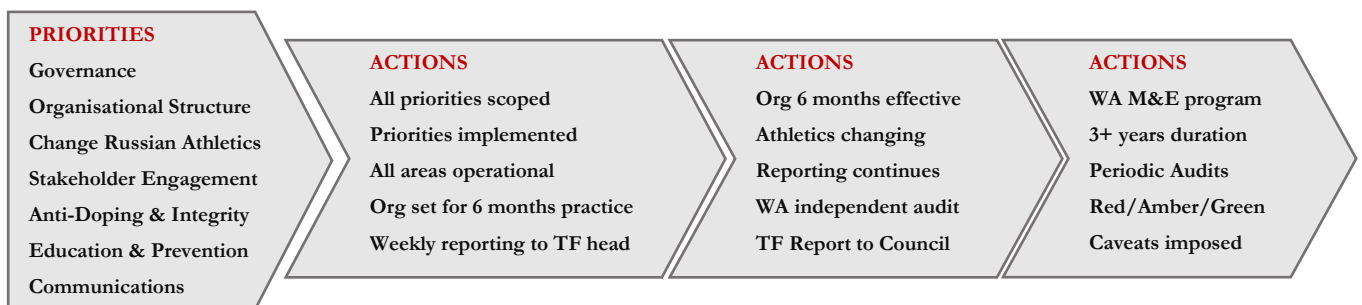 PRIORITIES
Governance
Organisational Structure
Change Russian Athletics
Stakeholder Engagement
Anti-Doping & Integrity
Education & Prevention
Communications
ACTIONS
All priorities scoped
Priorities implemented
All areas operational
Org set for 6 months practice
Weekly reporting to TF head
ACTIONS
Org 6 months effective
Athletics changing
Reporting continues
WA independent audit
TF Report to Council
ACTIONS
WA M&E program
3+ years duration
Periodic Audits
Red/Amber/Green
Caveats imposed